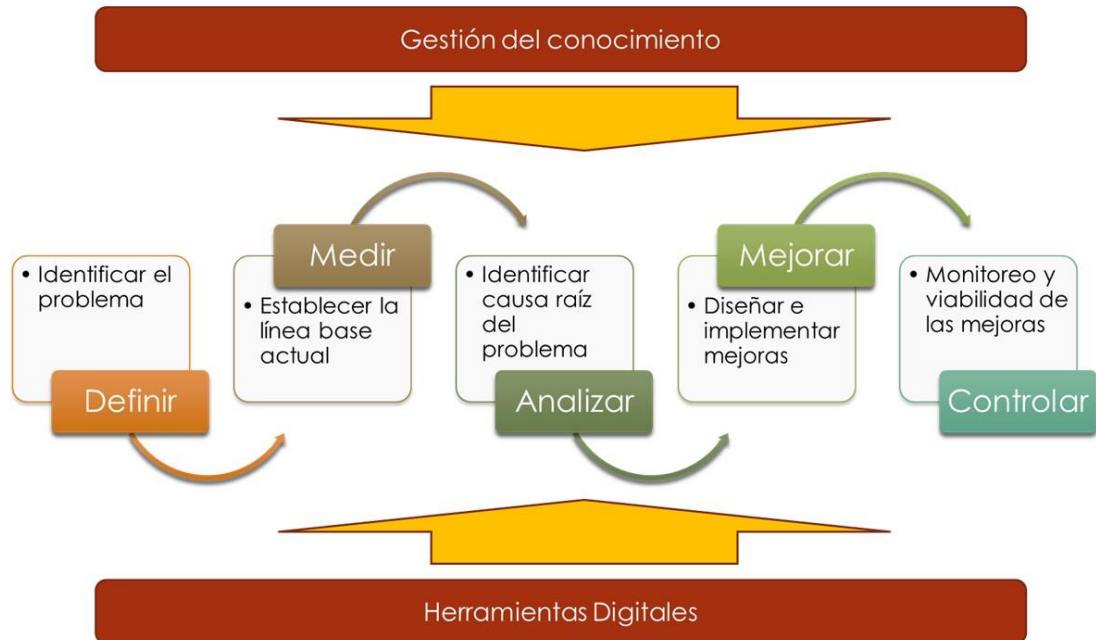 Gestión del conocimiento
• Identificar el
problema
Definir
Medir
• Establecer la
línea base
actual
• Identificar
causa raíz
del
problema
Analizar
Mejorar
• Diseñar e
implementar
mejoras
• Monitoreo y
viabilidad de
las mejoras
Controlar
Herramientas Digitales